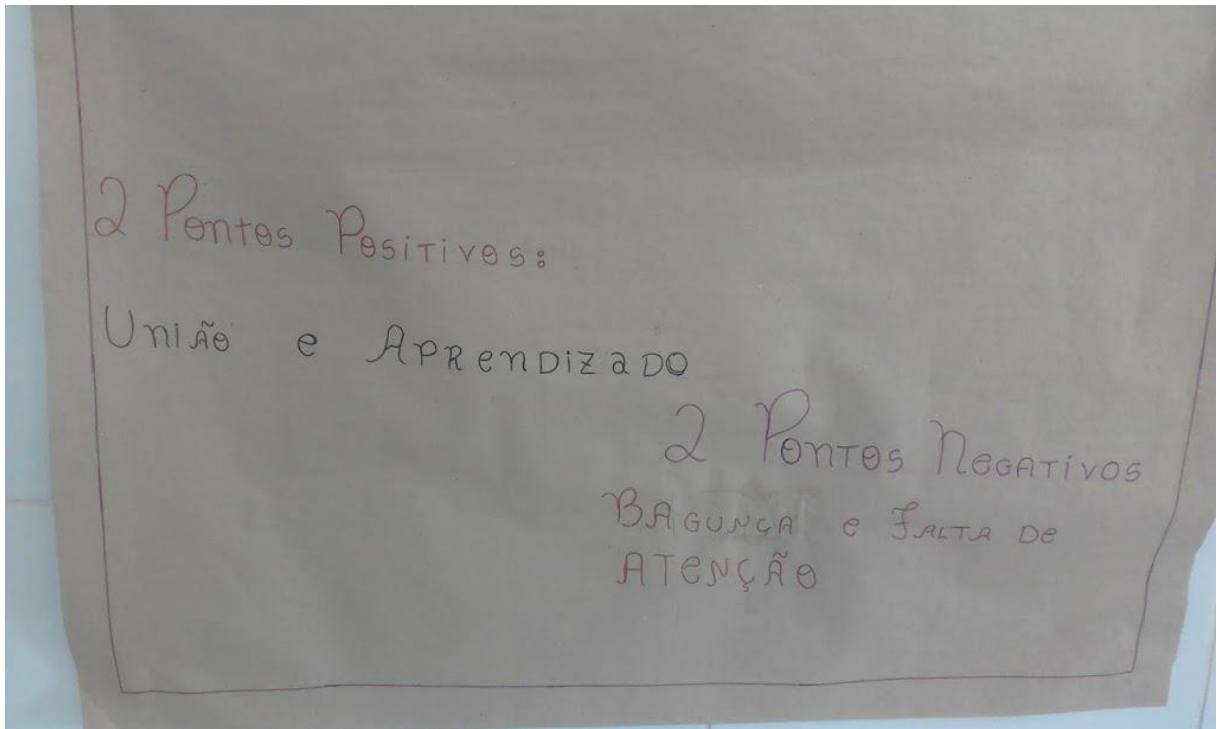 2 Pontos Positivos:
União e Aprendizado
2 Pontos Negativos
Bagunça e Falta de
Atenção